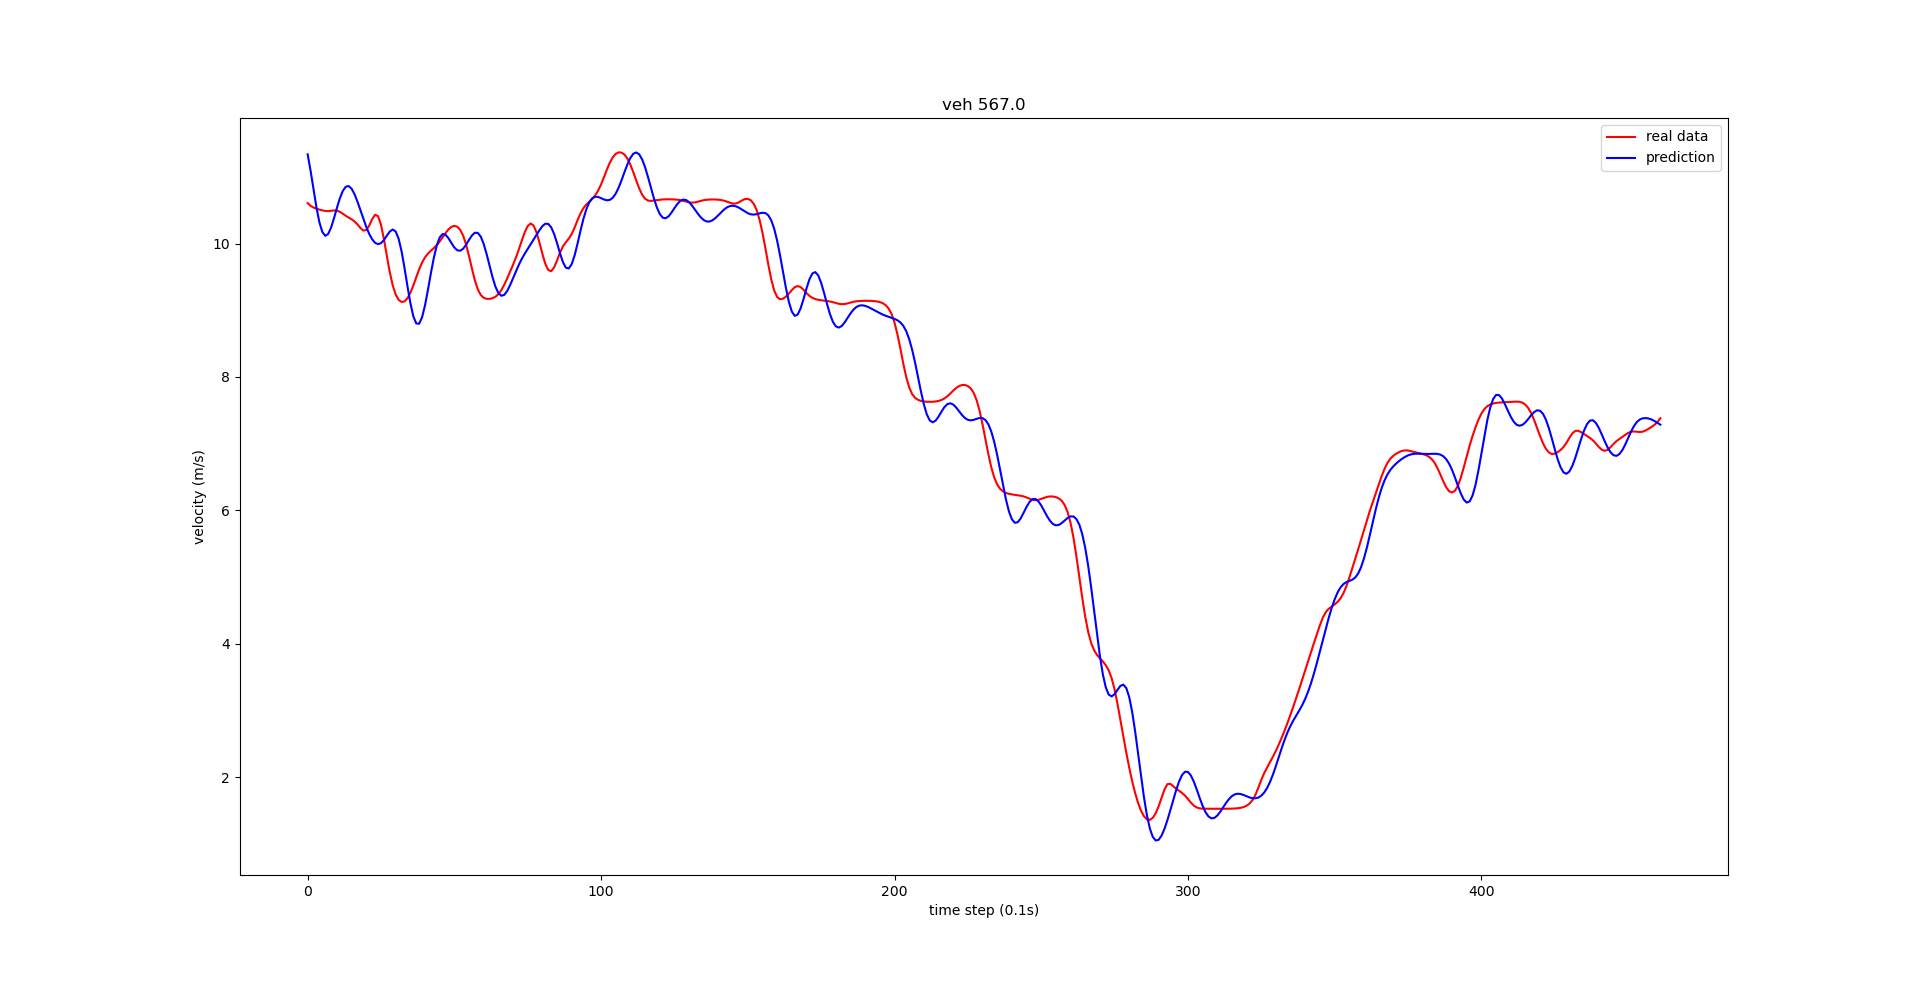 veh 567.0
real data
prediction
velocity (m/s)
10
8
6
4
2
0 100 200 300 400
time step (0.1s)